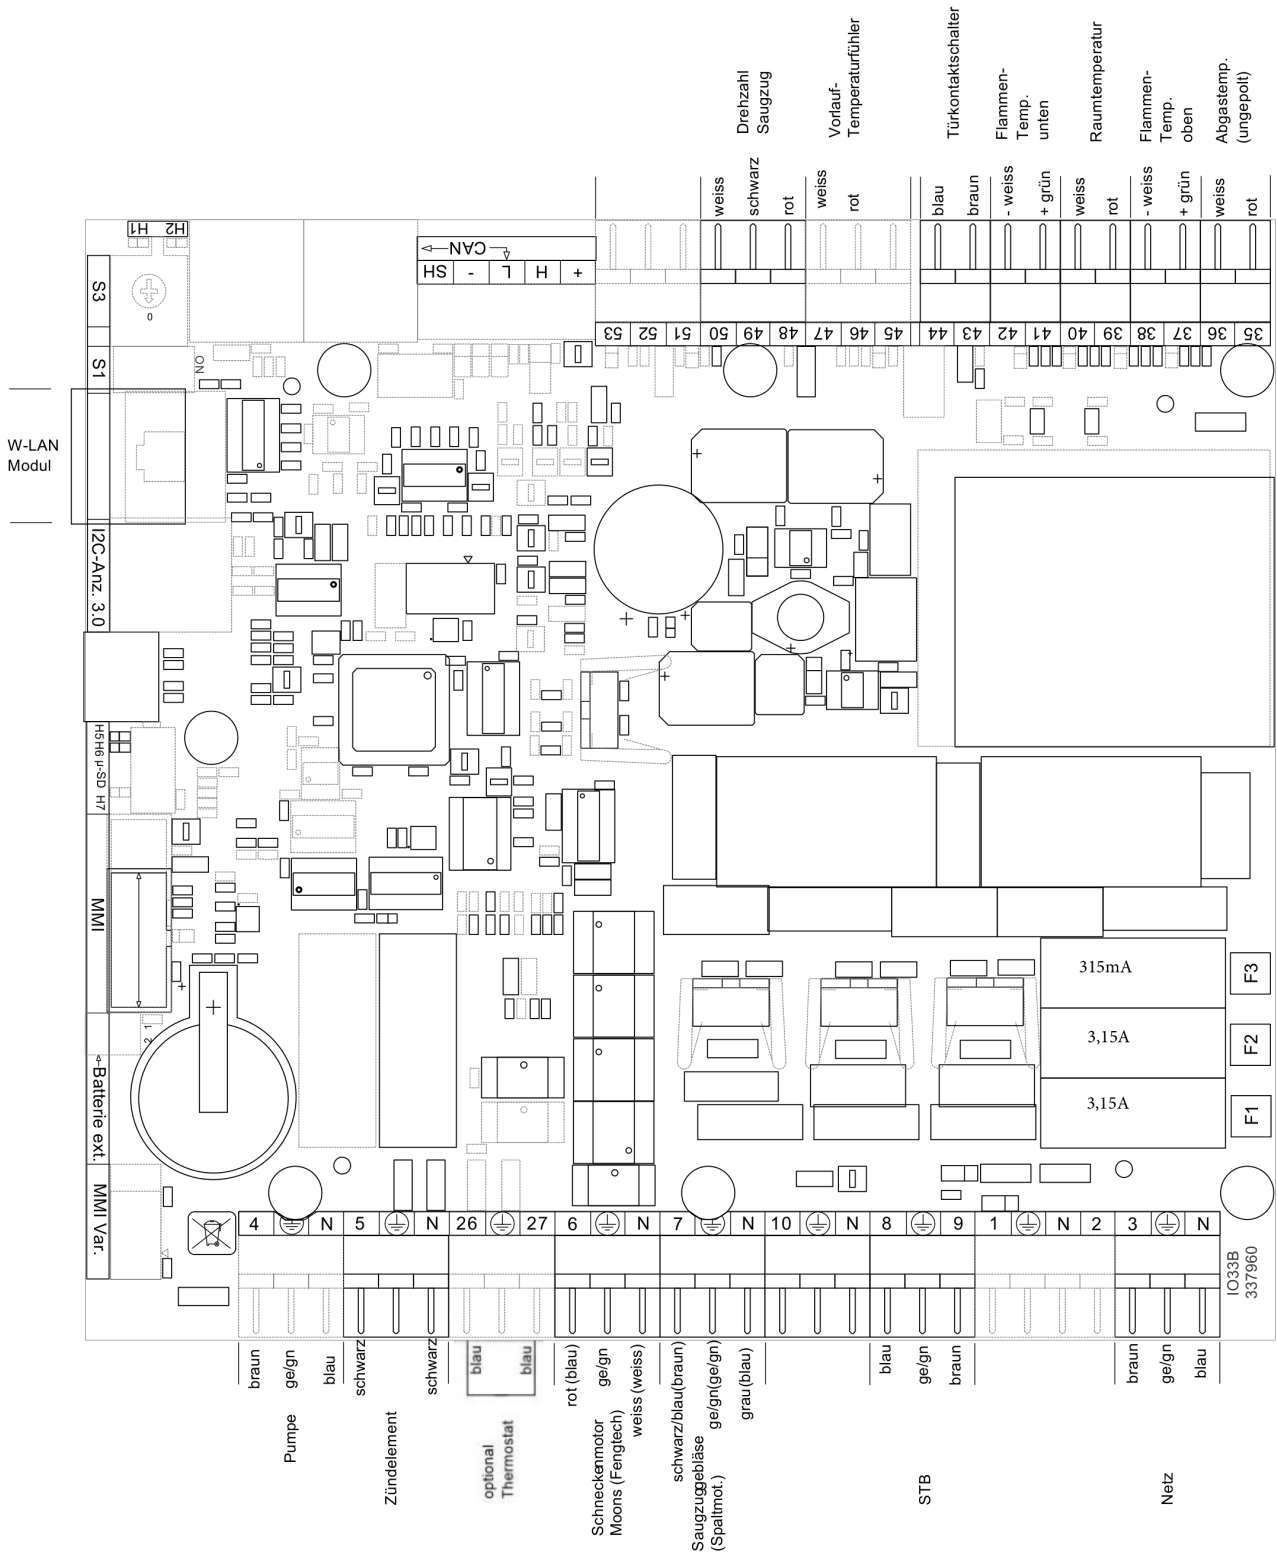 Drehzahl
Saugzug
Vorlauf-
Temperaturfühler
Türkontaktschalter
Flammen-
Temp.
unten
Raumtemperatur
Flammen-
Temp.
oben
Abgastemp.
(ungepolt)
weiss
schwarz
rot
weiss
rot
blau
braun
- weiss
+ grün
weiss
rot
- weiss
+ grün
weiss
rot
H1 H2
CAN
SH - L H +
53 52 51 50 49 48 47 46 45 44 43 42 41 40 39 38 37 36 35
S3
0
S1
ON
W-LAN
Modul
I2C-Anz. 3.0
H5 H6 µ-SD H7
MMI
1
2
Batterie ext.
MMI Var.
+
+
+
+
+
+
+
+
315mA
F3
3,15A
F2
3,15A
F1
4 N 5 N 26 27 6 N 7 N 10 N 8 9 1 N 2 3 N
IO33B
337960
braun
ge/gn
blau
schwarz
schwarz
blau
blau
rot (blau)
ge/gn
weiss (weiss)
schwarz/blau(braun)
ge/gn(ge/gn)
grau(blau)
blau
ge/gn
braun
braun
ge/gn
blau
Pumpe
Zündelement
optional
Thermostat
Schneckenmotor
Moons (Fengtech)
Saugzuggebläse
(Spaltmot.)
STB
Netz